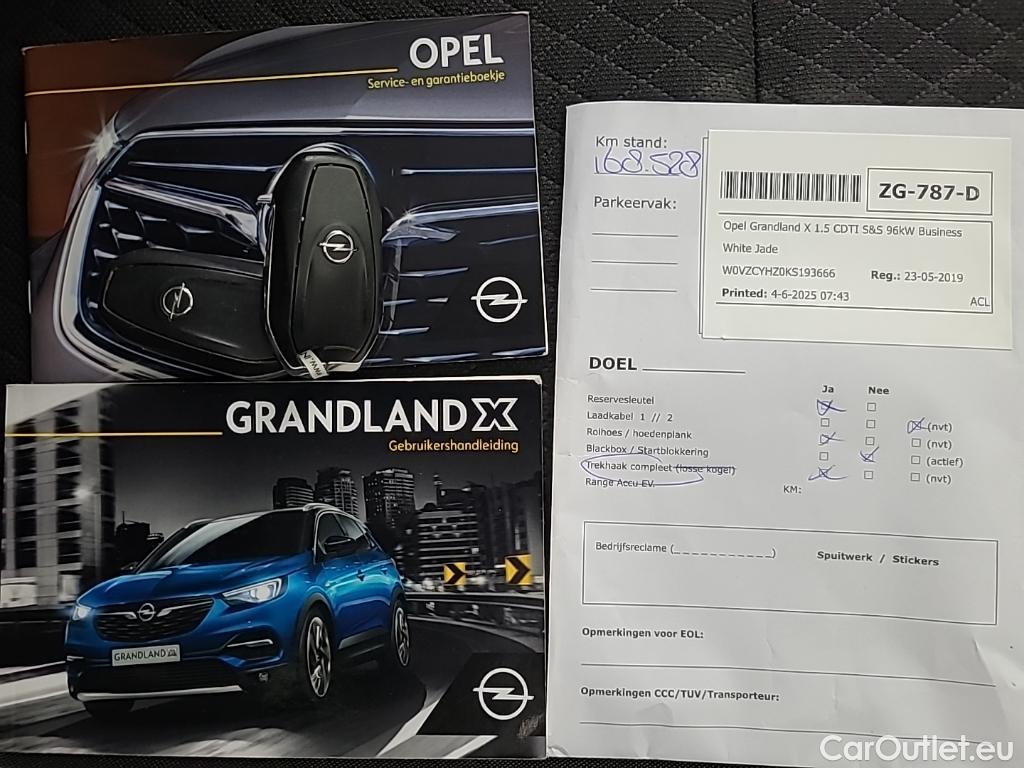 OPEL
Service- en garantieboekje
GRANDLAND X
Gebruikershandleiding
GRANDLAND X
Km stand:
168.528
Parkeervak:
ZG-787-D
Opel Grandland X 1.5 CDTI S&S 96kW Business
White Jade
W0VZCYHZ0KS193666 Reg.: 23-05-2019
Printed: 4-6-2025 07:43 ACL
DOEL
Ja Nee
Reservesleutel
Laadkabel 1 // 2 (nvt)
Rolhoes / hoedenplank (nvt)
Blackbox / Startblokkering (actief)
Trekhaak compleet (losse kogel) (nvt)
Range Accu EV. KM:
Bedrijfsreclame (___________) Spuitwerk / Stickers
Opmerkingen voor EOL:
Opmerkingen CCC/TUV/Transporteur:
CarOutlet.eu